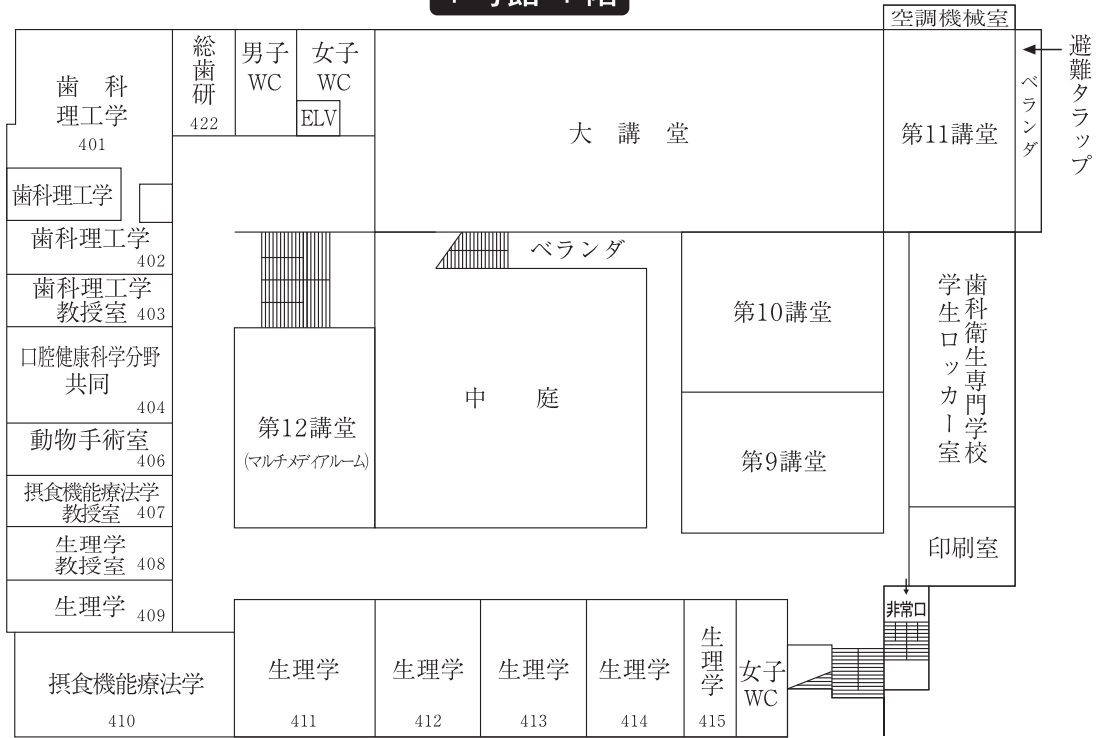 空調機械室
歯科
理工学
401
総歯研
422
男子
WC
女子
WC
ELV
大講堂
第11講堂
ベランダ
避難タラップ
歯科理工学
歯科理工学
402
歯科理工学
教授室 403
口腔健康科学分野
共同
404
動物手術室
406
摂食機能療法学
教授室 407
生理学
教授室 408
生理学 409
摂食機能療法学
410
ベランダ
中庭
第12講堂
(マルチメディアルーム)
第10講堂
第9講堂
歯科衛生専門学校
学生ロッカー室
印刷室
非常口
生理学
411
生理学
412
生理学
413
生理学
414
生理学
415
女子
WC